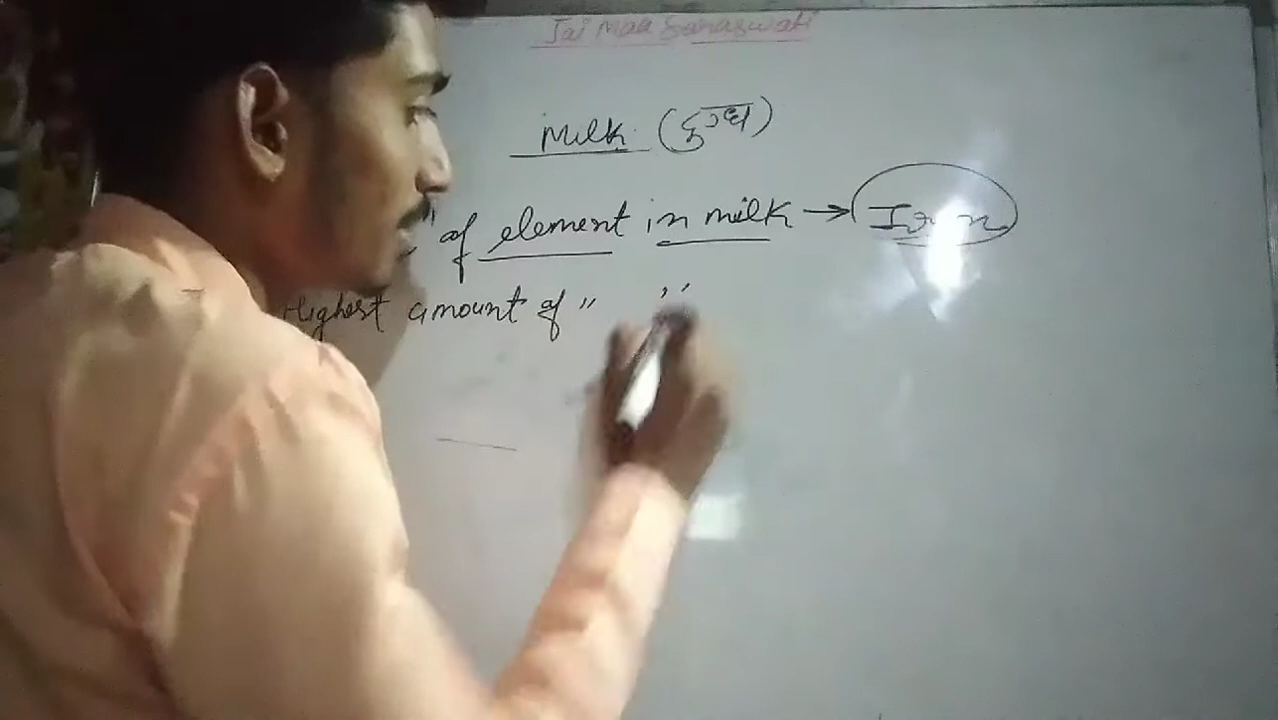 Jai Maa Saraswati
Milk (दुग्ध)
" of element in milk → Iron
Highest amount of " "